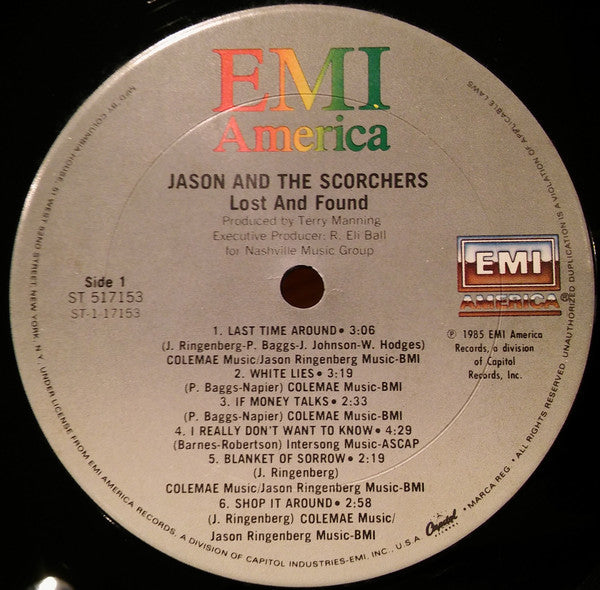 EMI
America
JASON AND THE SCORCHERS
Lost And Found
Produced by Terry Manning
Executive Producer: R. Eli Ball
for Nashville Music Group
Side 1
ST 517153
ST-1-17153
EMI
AMERICA®
℗ 1985 EMI America
Records, a division
of Capitol
Records, Inc.
1. LAST TIME AROUND • 3:06
(J. Ringenberg-P. Baggs-J. Johnson-W. Hodges)
COLEMAE Music/Jason Ringenberg Music-BMI
2. WHITE LIES • 3:19
(P. Baggs-Napier) COLEMAE Music-BMI
3. IF MONEY TALKS • 2:33
(P. Baggs-Napier) COLEMAE Music-BMI
4. I REALLY DON'T WANT TO KNOW • 4:29
(Barnes-Robertson) Intersong Music-ASCAP
5. BLANKET OF SORROW • 2:19
(J. Ringenberg)
COLEMAE Music/Jason Ringenberg Music-BMI
6. SHOP IT AROUND • 2:58
(J. Ringenberg) COLEMAE Music/
Jason Ringenberg Music-BMI
MFG. BY COLUMBIA HOUSE, 51 WEST 52ND STREET, NEW YORK, N.Y. UNDER LICENSE FROM EMI AMERICA RECORDS, A DIVISION OF CAPITOL INDUSTRIES-EMI, INC., U.S.A. Capitol RECORDS • MARCA REG. • ALL RIGHTS RESERVED. UNAUTHORIZED DUPLICATION IS A VIOLATION OF APPLICABLE LAWS.